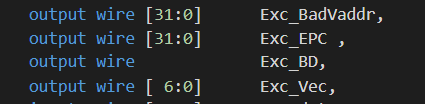 output wire [31:0] Exc_BadVaddr,
output wire [31:0] Exc_EPC ,
output wire Exc_BD,
output wire [ 6:0] Exc_Vec,